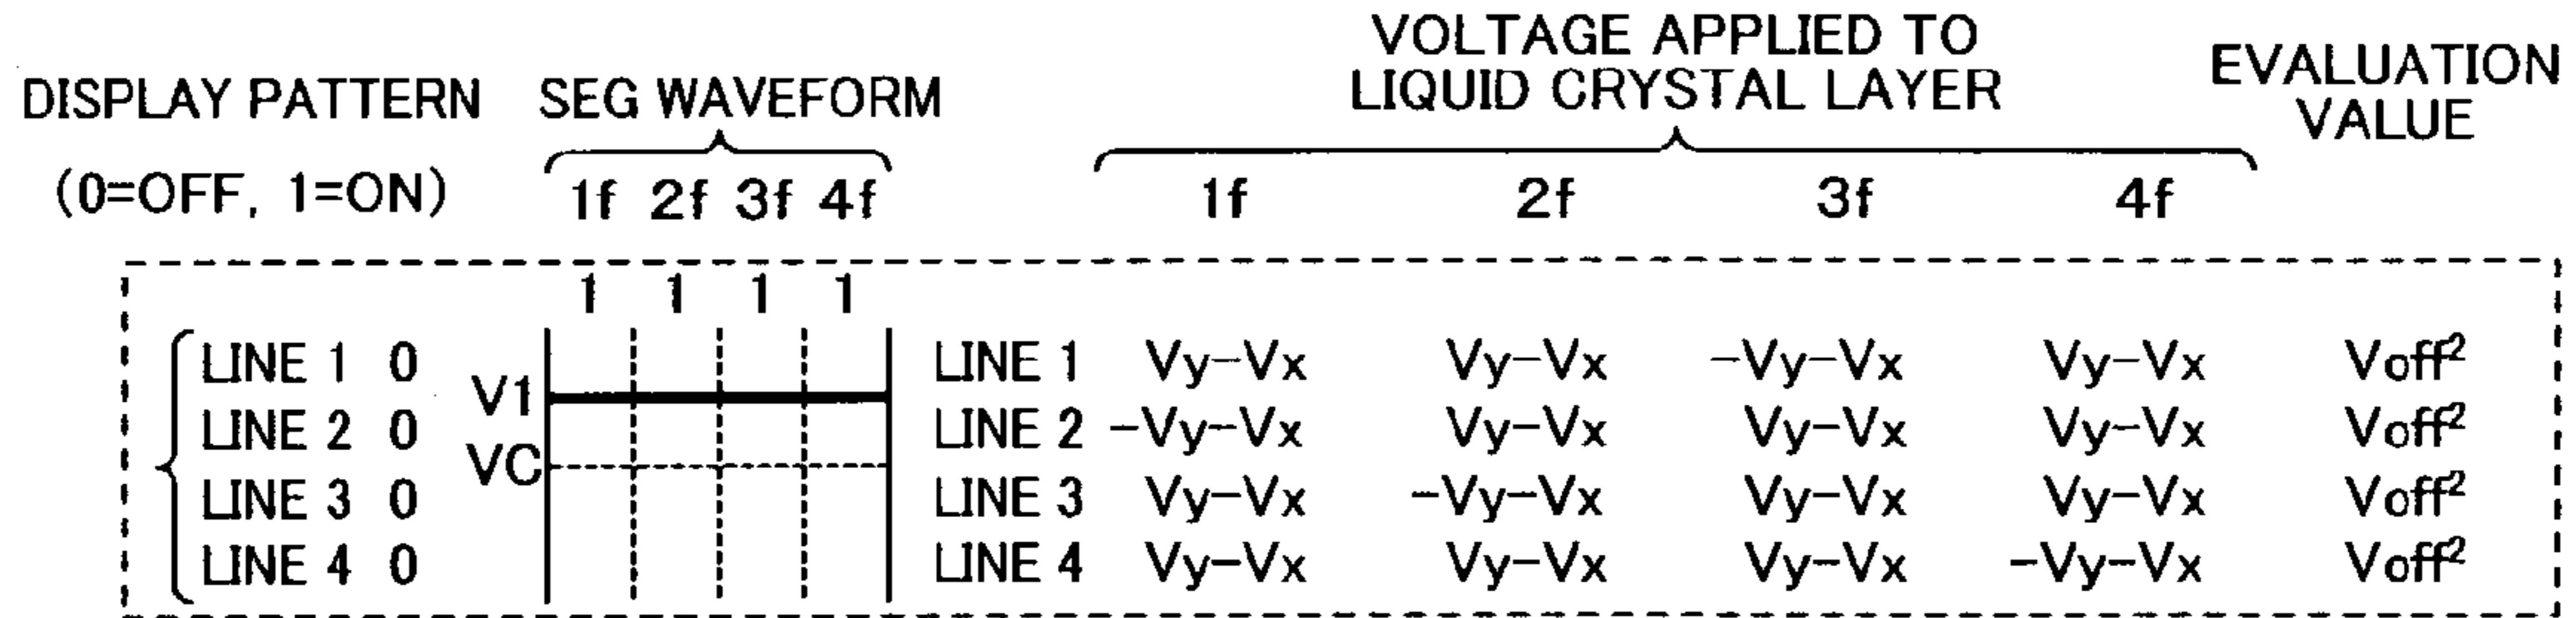 DISPLAY PATTERN SEG WAVEFORM VOLTAGE APPLIED TO LIQUID CRYSTAL LAYER EVALUATION VALUE
(0=OFF, 1=ON) 1f 2f 3f 4f 1f 2f 3f 4f
1 1 1 1
LINE 1 0 LINE 1 Vy-Vx Vy-Vx -Vy-Vx Vy-Vx Voff²
V1
LINE 2 0 LINE 2 -Vy-Vx Vy-Vx Vy-Vx Vy-Vx Voff²
VC
LINE 3 0 LINE 3 Vy-Vx -Vy-Vx Vy-Vx Vy-Vx Voff²
LINE 4 0 LINE 4 Vy-Vx Vy-Vx Vy-Vx -Vy-Vx Voff²